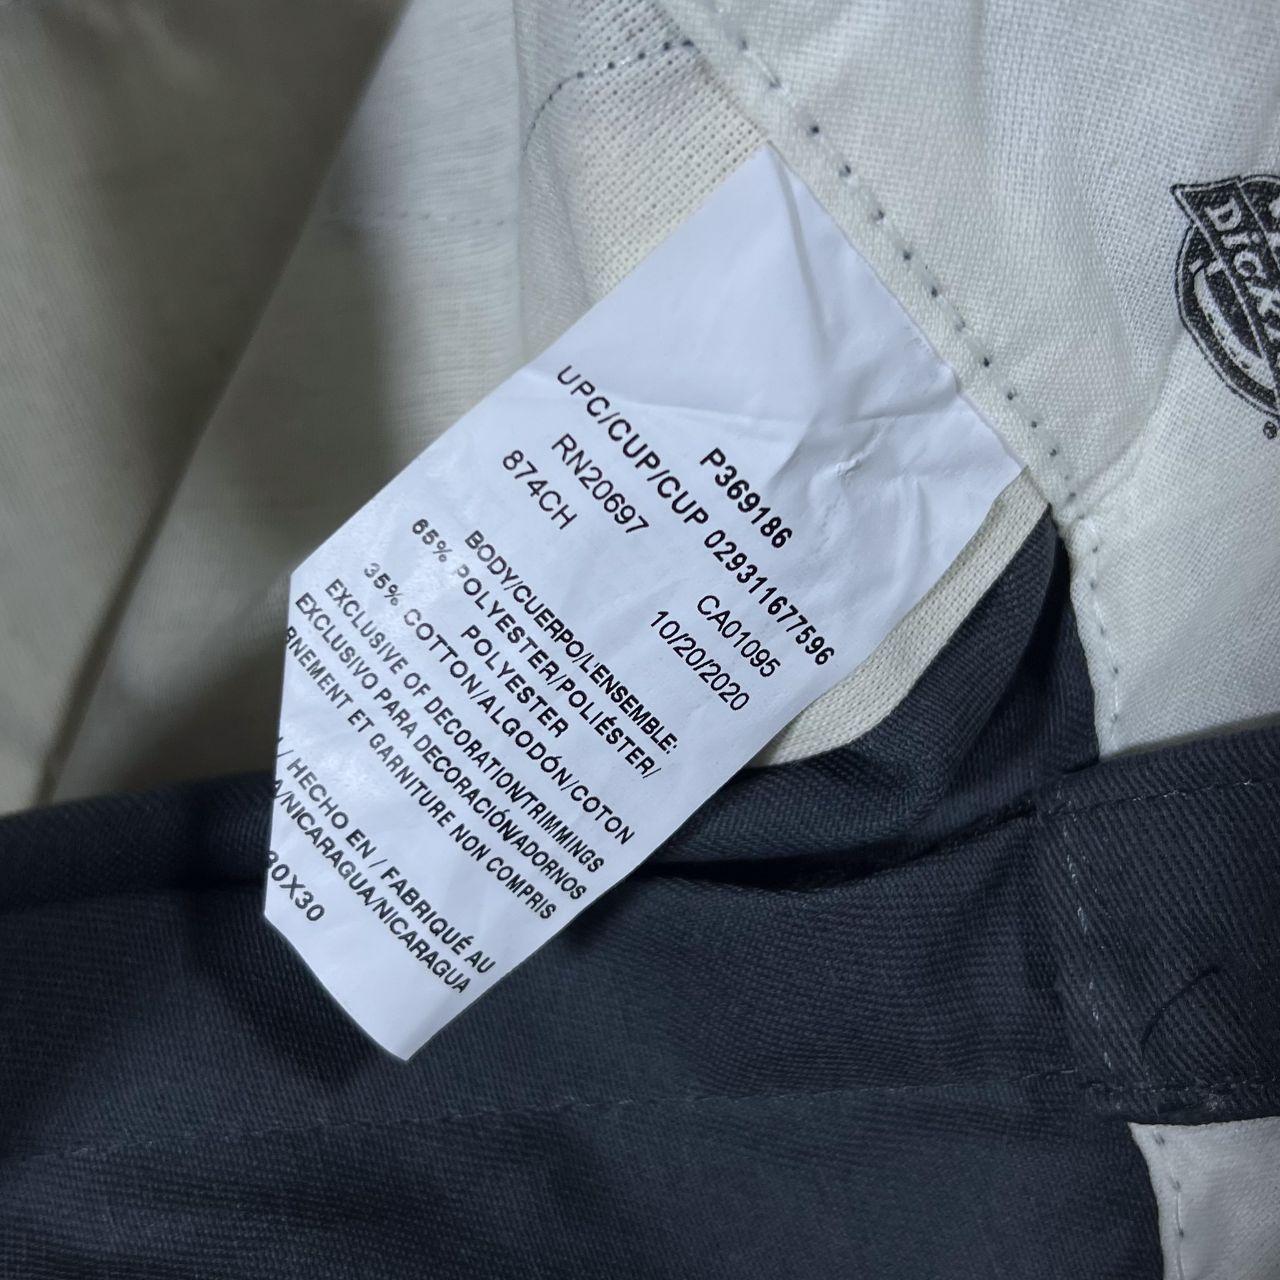 P369186
UPC/CUP/CUP 029311677596
RN20697 CA01095
874CH 10/20/2020
BODY/CUERPO/L'ENSEMBLE:
65% POLYESTER/POLIÉSTER/
POLYESTER
35% COTTON/ALGODÓN/COTON
EXCLUSIVE OF DECORATION/TRIMMINGS
EXCLUSIVO PARA DECORACIÓN/ADORNOS
RNEMENT ET GARNITURE NON COMPRIS
/ HECHO EN / FABRIQUÉ AU
A/NICARAGUA/NICARAGUA
30X30
Dickies
®